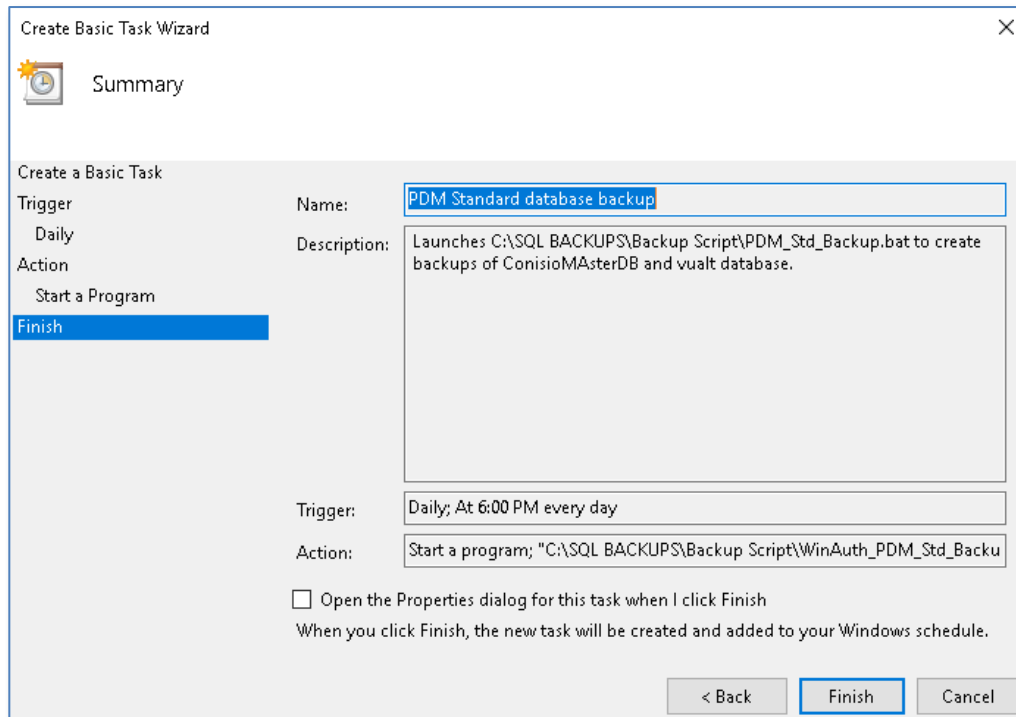 Create Basic Task Wizard
Summary
Create a Basic Task
Trigger
Daily
Action
Start a Program
Finish
Name: PDM Standard database backup
Description: Launches C:\SQL BACKUPS\Backup Script\PDM_Std_Backup.bat to create
backups of ConisioMAsterDB and vualt database.
Trigger: Daily; At 6:00 PM every day
Action: Start a program; "C:\SQL BACKUPS\Backup Script\WinAuth_PDM_Std_Backu
Open the Properties dialog for this task when I click Finish
When you click Finish, the new task will be created and added to your Windows schedule.
< Back Finish Cancel